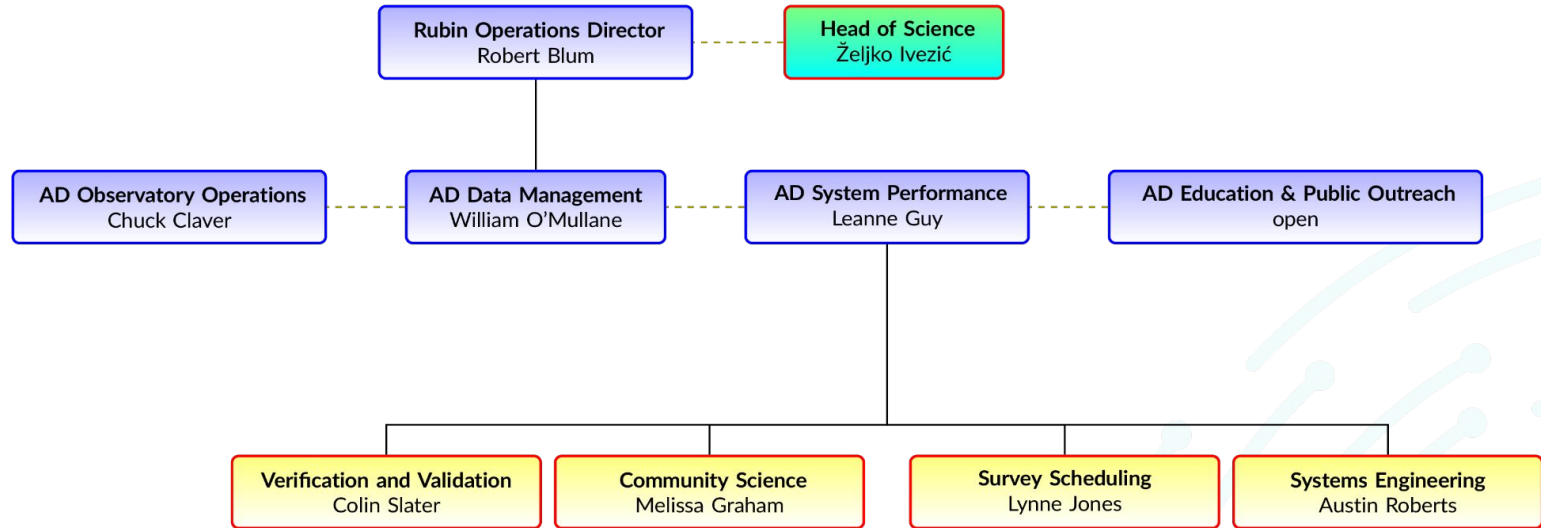 Rubin Operations Director
Robert Blum
Head of Science
Željko Ivezić
AD Observatory Operations
Chuck Claver
AD Data Management
William O’Mullane
AD System Performance
Leanne Guy
AD Education & Public Outreach
open
Verification and Validation
Colin Slater
Community Science
Melissa Graham
Survey Scheduling
Lynne Jones
Systems Engineering
Austin Roberts